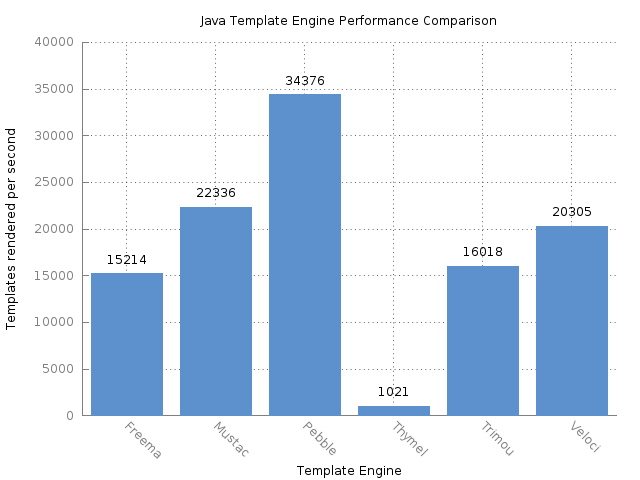 Java Template Engine Performance Comparison
40000
35000
30000
25000
20000
15000
10000
5000
0
Templates rendered per second
15214
22336
34376
1021
16018
20305
Freema
Mustac
Pebble
Thymel
Trimou
Veloci
Template Engine